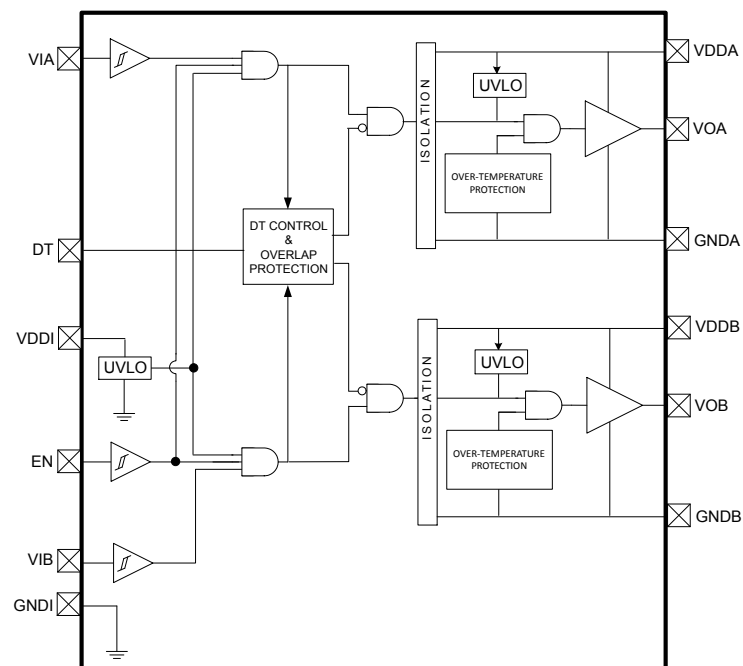 VIA
DT
VDDI
EN
VIB
GNDI
UVLO
DT CONTROL
&
OVERLAP
PROTECTION
ISOLATION
UVLO
OVER-TEMPERATURE
PROTECTION
VDDA
VOA
GNDA
ISOLATION
UVLO
OVER-TEMPERATURE
PROTECTION
VDDB
VOB
GNDB